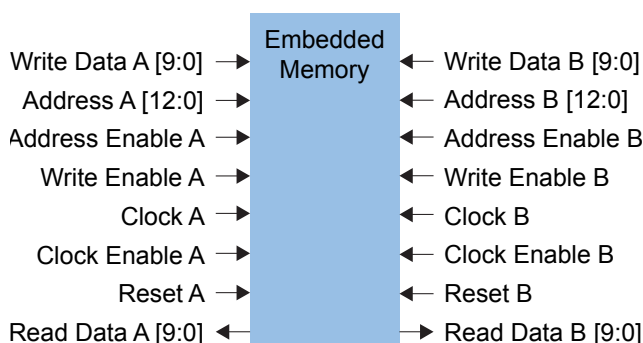 Embedded
Memory
Write Data A [9:0]
Address A [12:0]
Address Enable A
Write Enable A
Clock A
Clock Enable A
Reset A
Read Data A [9:0]
Write Data B [9:0]
Address B [12:0]
Address Enable B
Write Enable B
Clock B
Clock Enable B
Reset B
Read Data B [9:0]